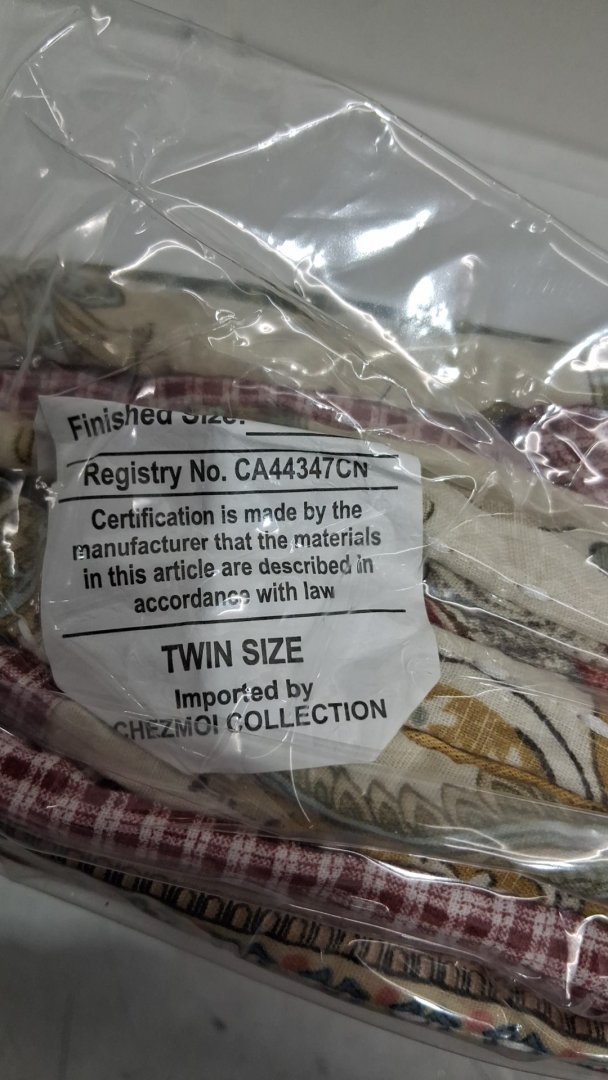 Finished Size:
Registry No. CA44347CN
Certification is made by the
manufacturer that the materials
in this article are described in
accordance with law
TWIN SIZE
Imported by
CHEZMOI COLLECTION